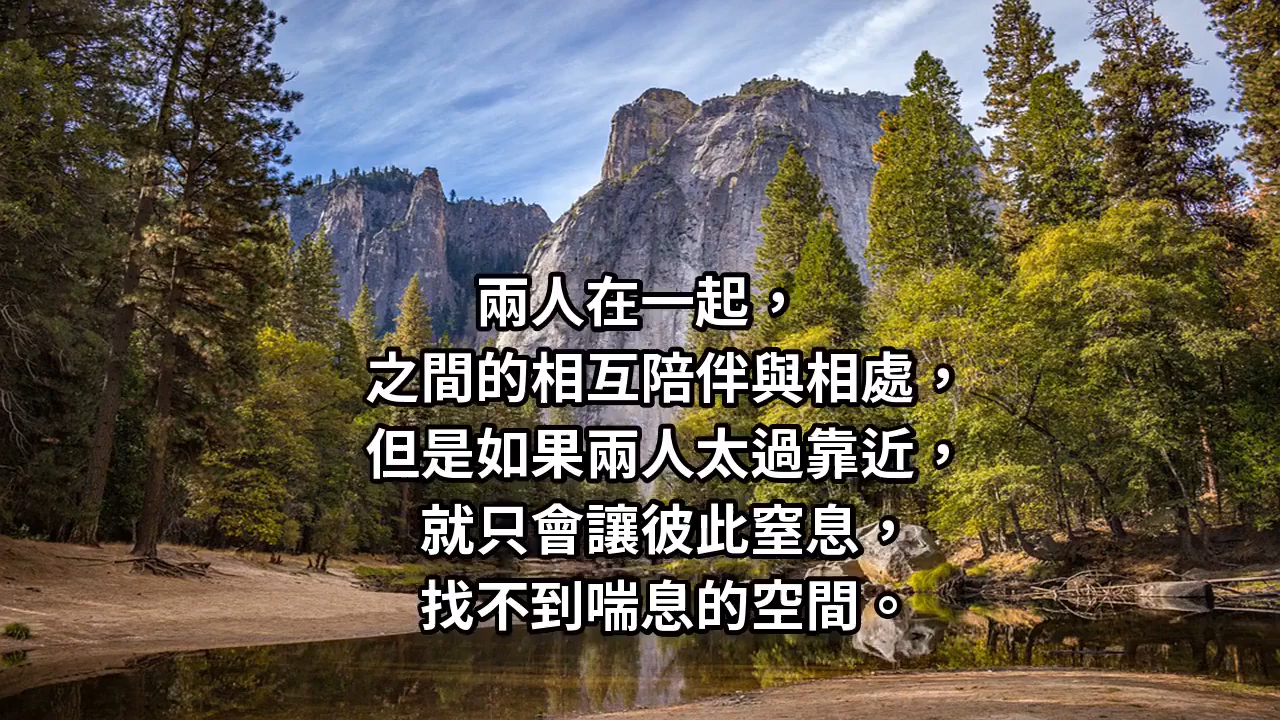 兩人在一起，
之間的相互陪伴與相處，
但是如果兩人太過靠近，
就只會讓彼此窒息，
找不到喘息的空間。